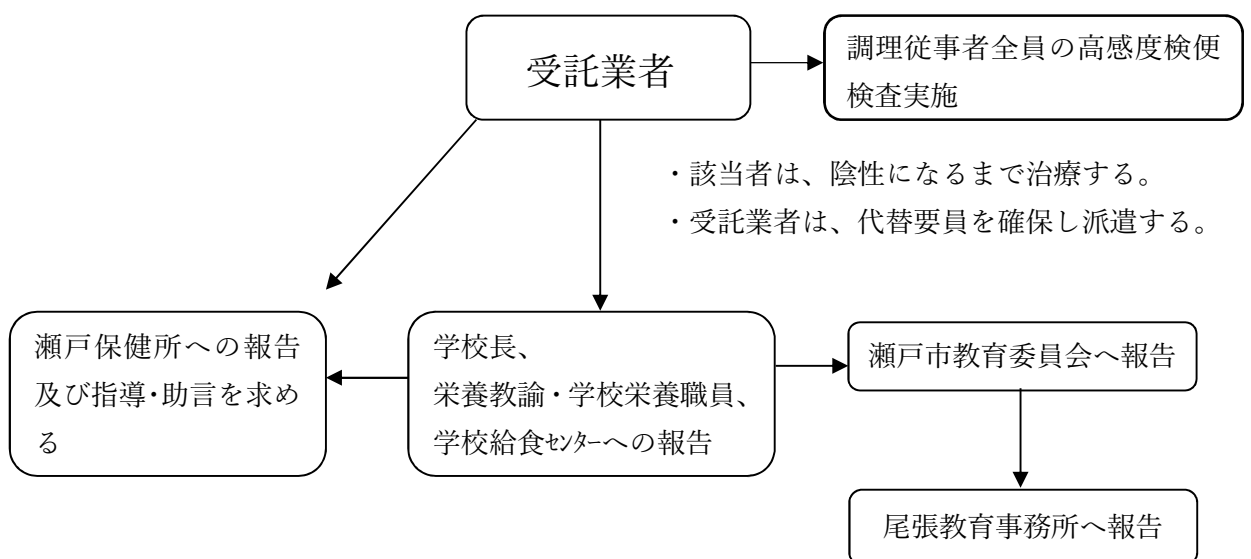 受託業者
調理従事者全員の高感度検便
検査実施
・該当者は、陰性になるまで治療する。
・受託業者は、代替要員を確保し派遣する。
瀬戸保健所への報告
及び指導・助言を求め
る
学校長、
栄養教諭・学校栄養職員、
学校給食ｾﾝﾀｰへの報告
瀬戸市教育委員会へ報告
尾張教育事務所へ報告